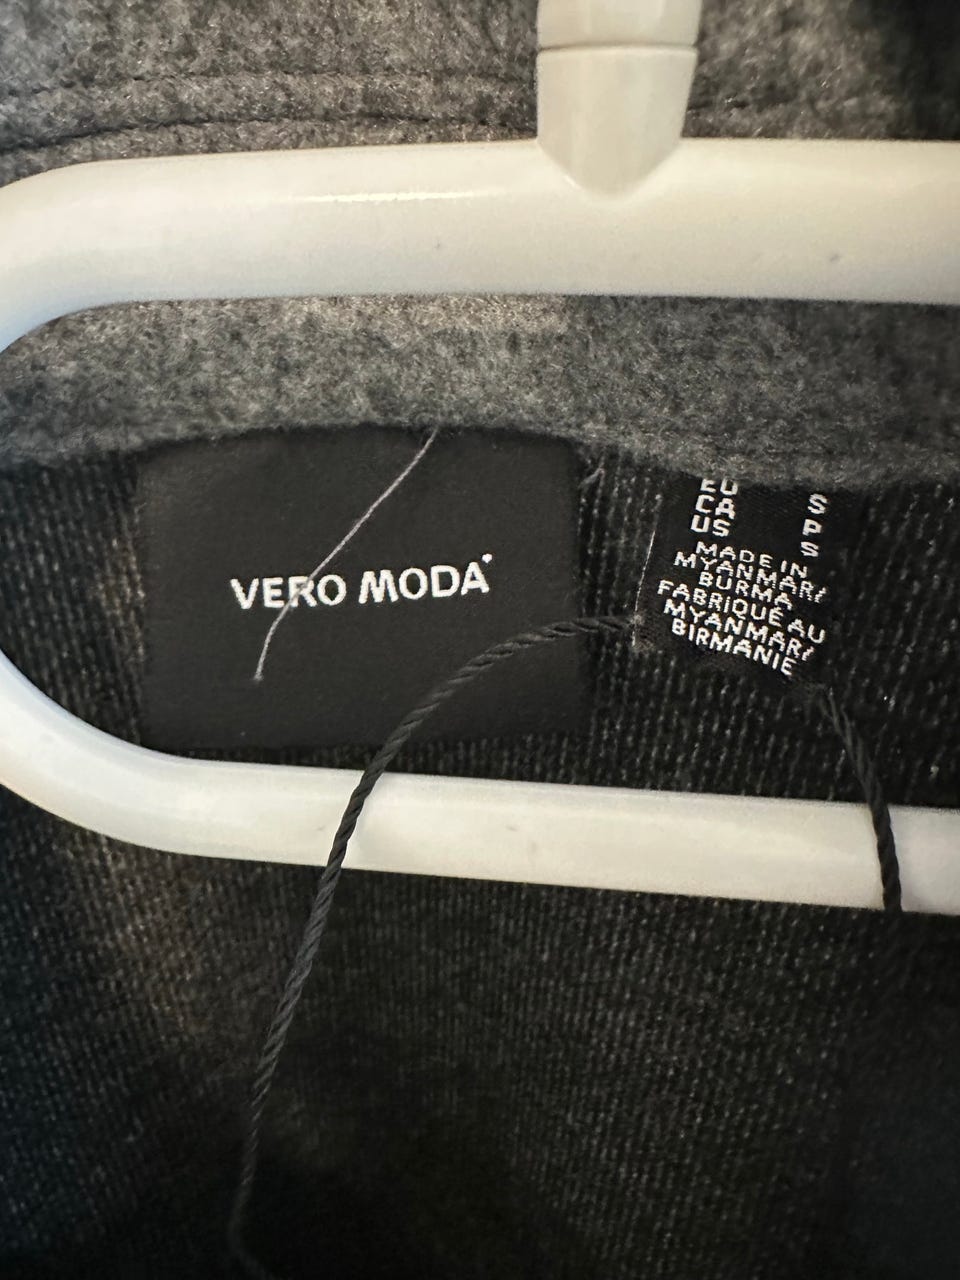 VERO MODA
EU S
CA P
US S
MADE IN
MYANMAR/
BURMA
FABRIQUÉ AU
MYANMAR/
BIRMANIE